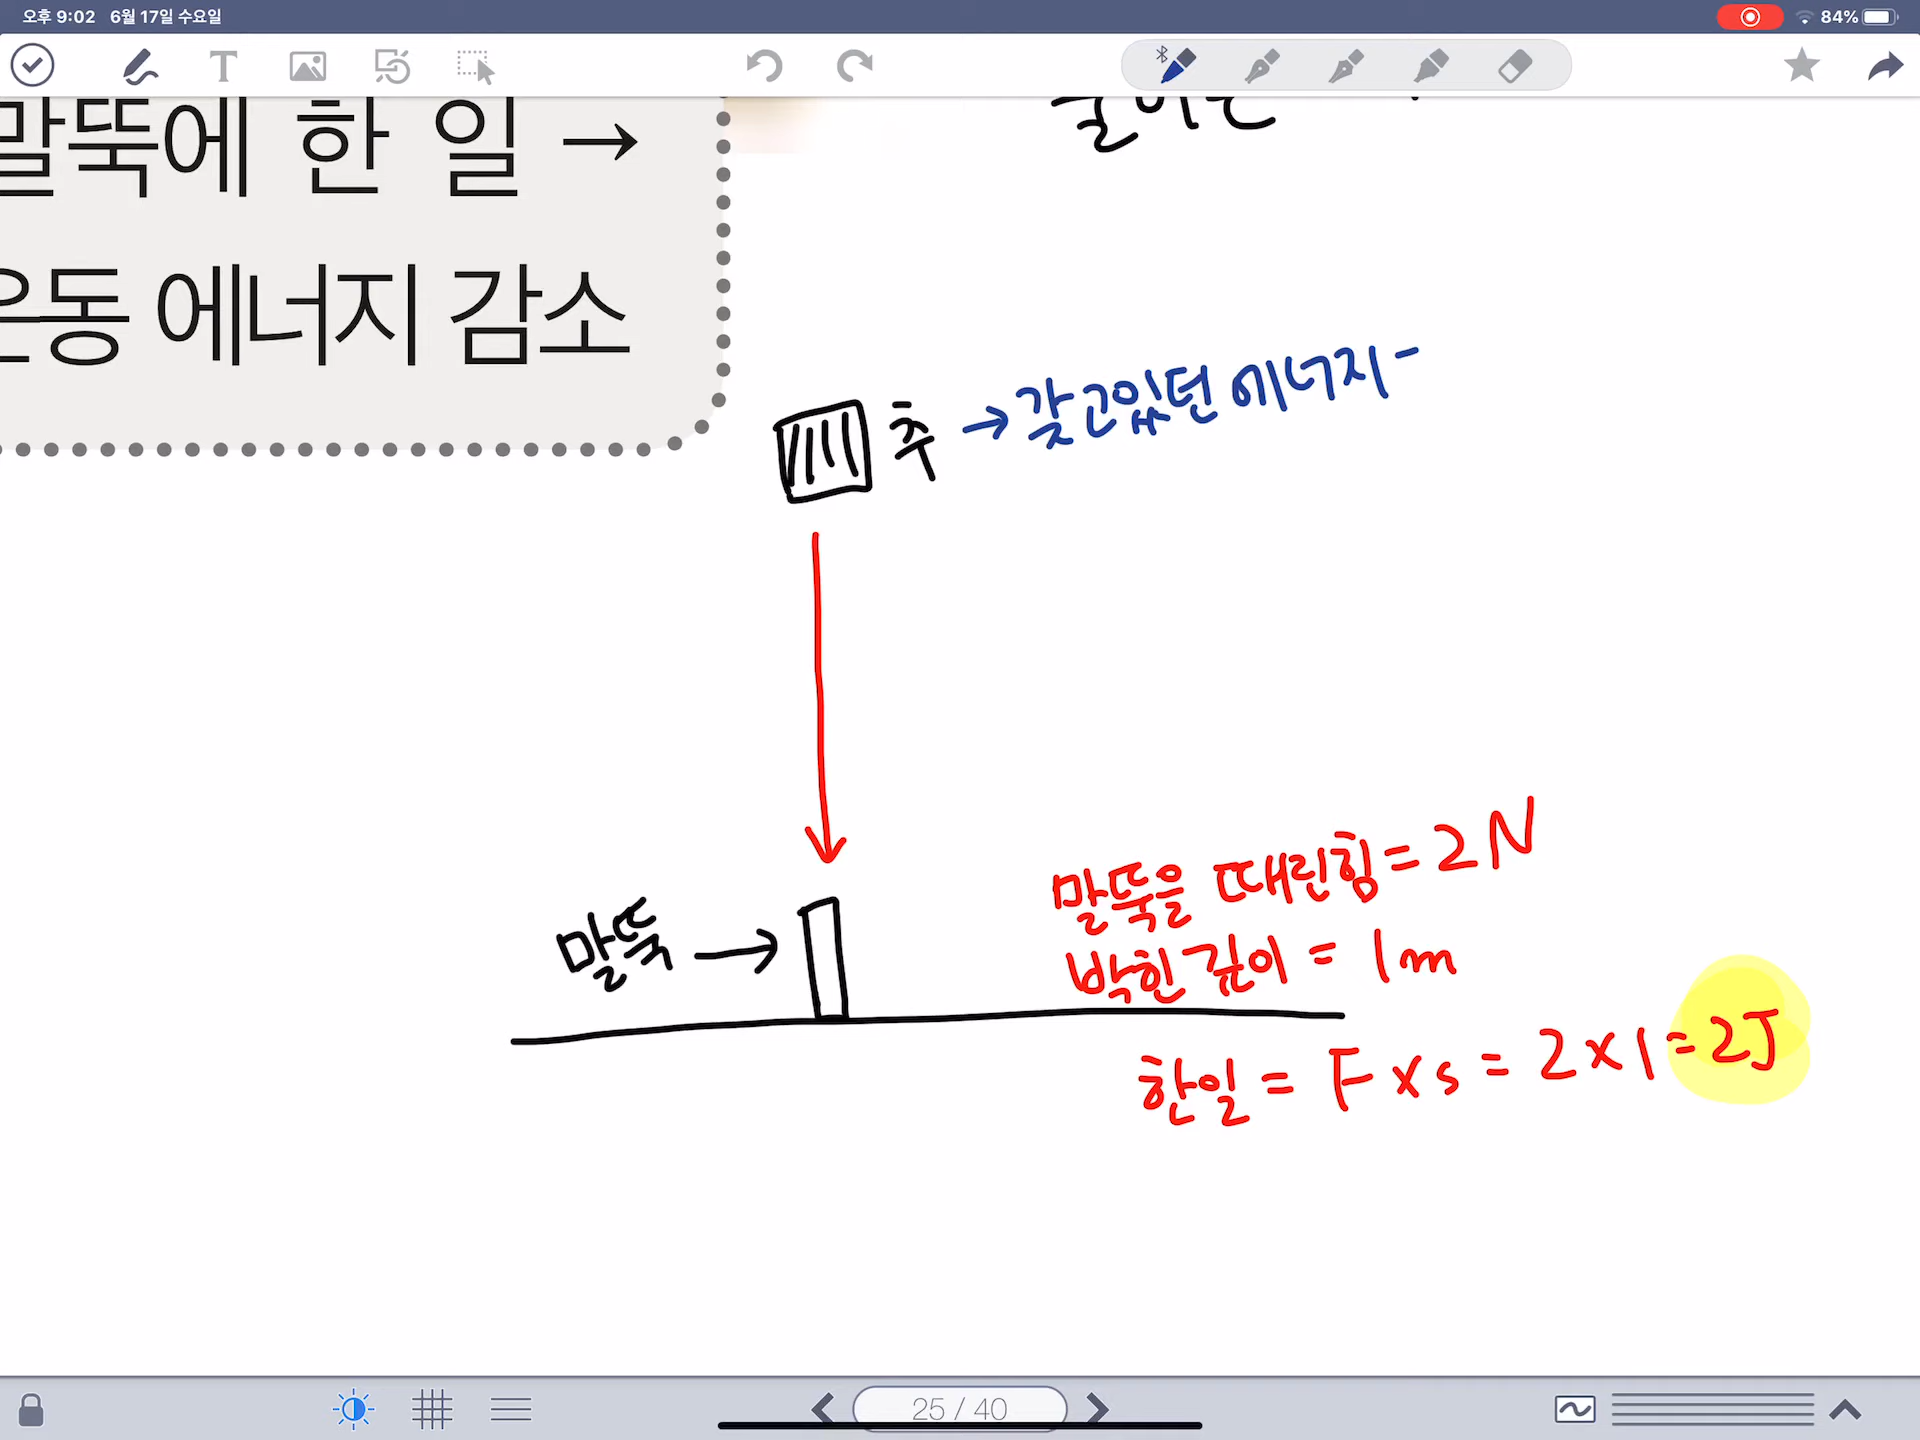 오후 9:02 6월 17일 수요일
84%
말뚝에 한 일 →
운동 에너지 감소
추 → 갖고있던 에너지 -
말뚝을 때린힘 = 2N
말뚝 →
박힌 깊이 = 1m
한일 = F x s = 2 x 1 = 2J
25 / 40